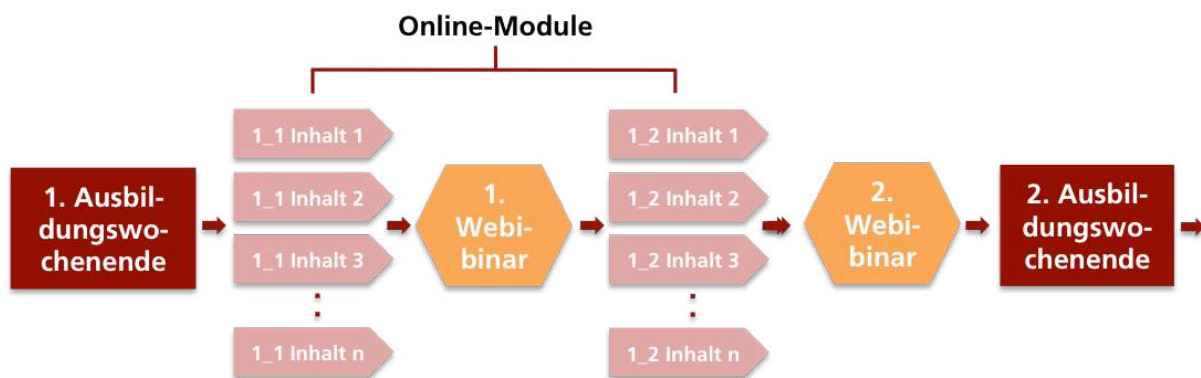 Online-Module
1. Ausbil-
dungswo-
chenende
1_1 Inhalt 1
1_1 Inhalt 2
1_1 Inhalt 3
1_1 Inhalt n
1.
Webi-
binar
1_2 Inhalt 1
1_2 Inhalt 2
1_2 Inhalt 3
1_2 Inhalt n
2.
Webi-
binar
2. Ausbil-
dungswo-
chenende